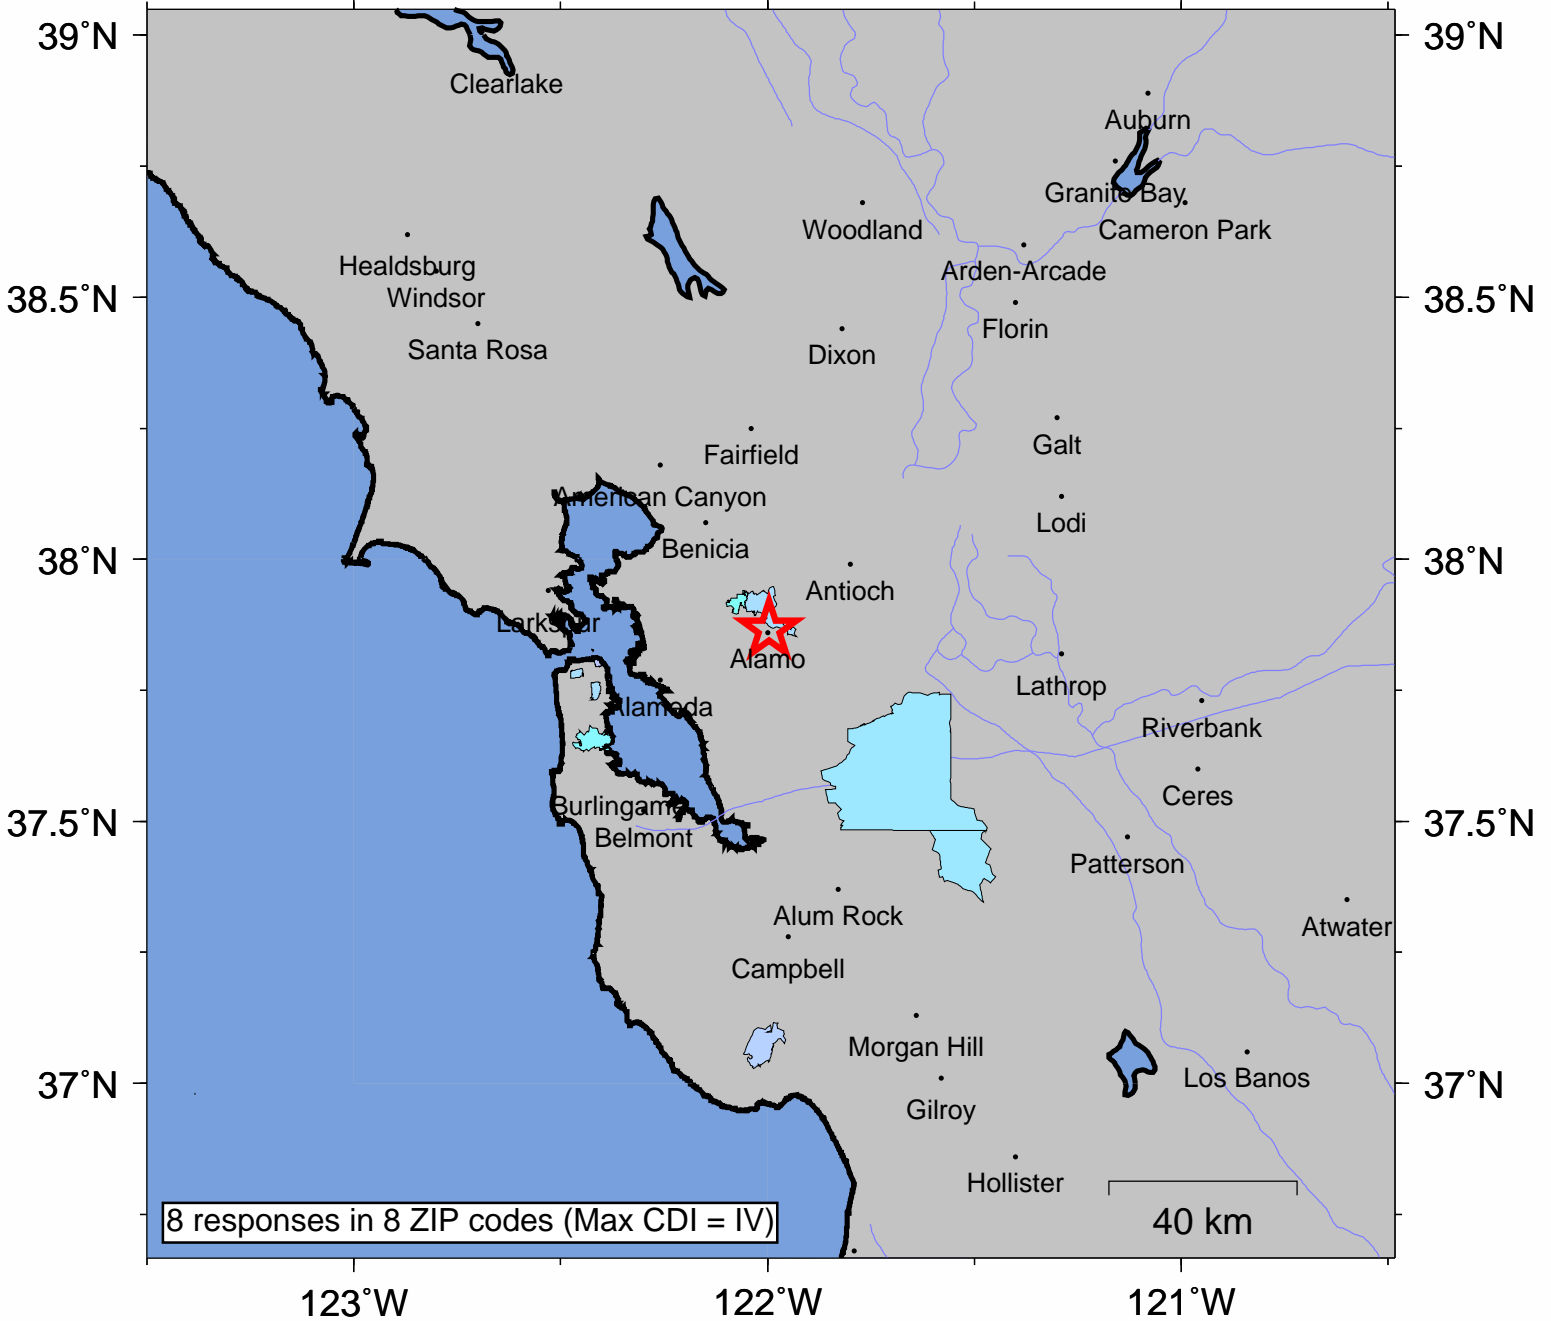 39˚N
39˚N
Clearlake
Auburn
Granite Bay
Woodland
Cameron Park
Healdsburg
Arden-Arcade
38.5˚N
Windsor
38.5˚N
Florin
Santa Rosa
Dixon
Galt
Fairfield
American Canyon
Lodi
Benicia
38˚N
38˚N
Antioch
Larkspur
Alamo
Lathrop
Alameda
Riverbank
Ceres
Burlingame
37.5˚N
37.5˚N
Belmont
Patterson
Alum Rock
Atwater
Campbell
Morgan Hill
37˚N
Los Banos
37˚N
Gilroy
Hollister
8 responses in 8 ZIP codes (Max CDI = IV)
40 km
123˚W
122˚W
121˚W